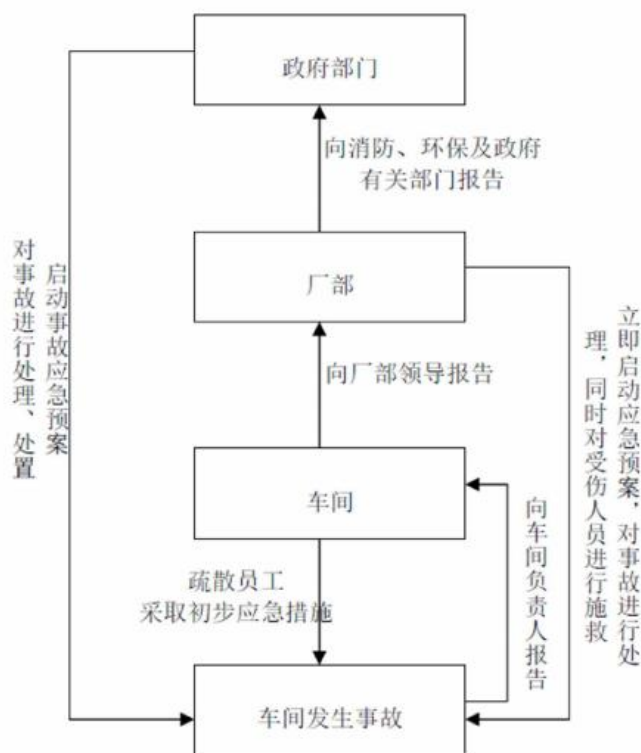 政府部门
向消防、环保及政府
有关部门报告
厂部
向厂部领导报告
车间
疏散员工
采取初步应急措施
车间发生事故
启动事故应急预案
对事故进行处理、处置
向车间负责人报告
立即启动应急预案，对事故进行处
理，同时对受伤人员进行施救